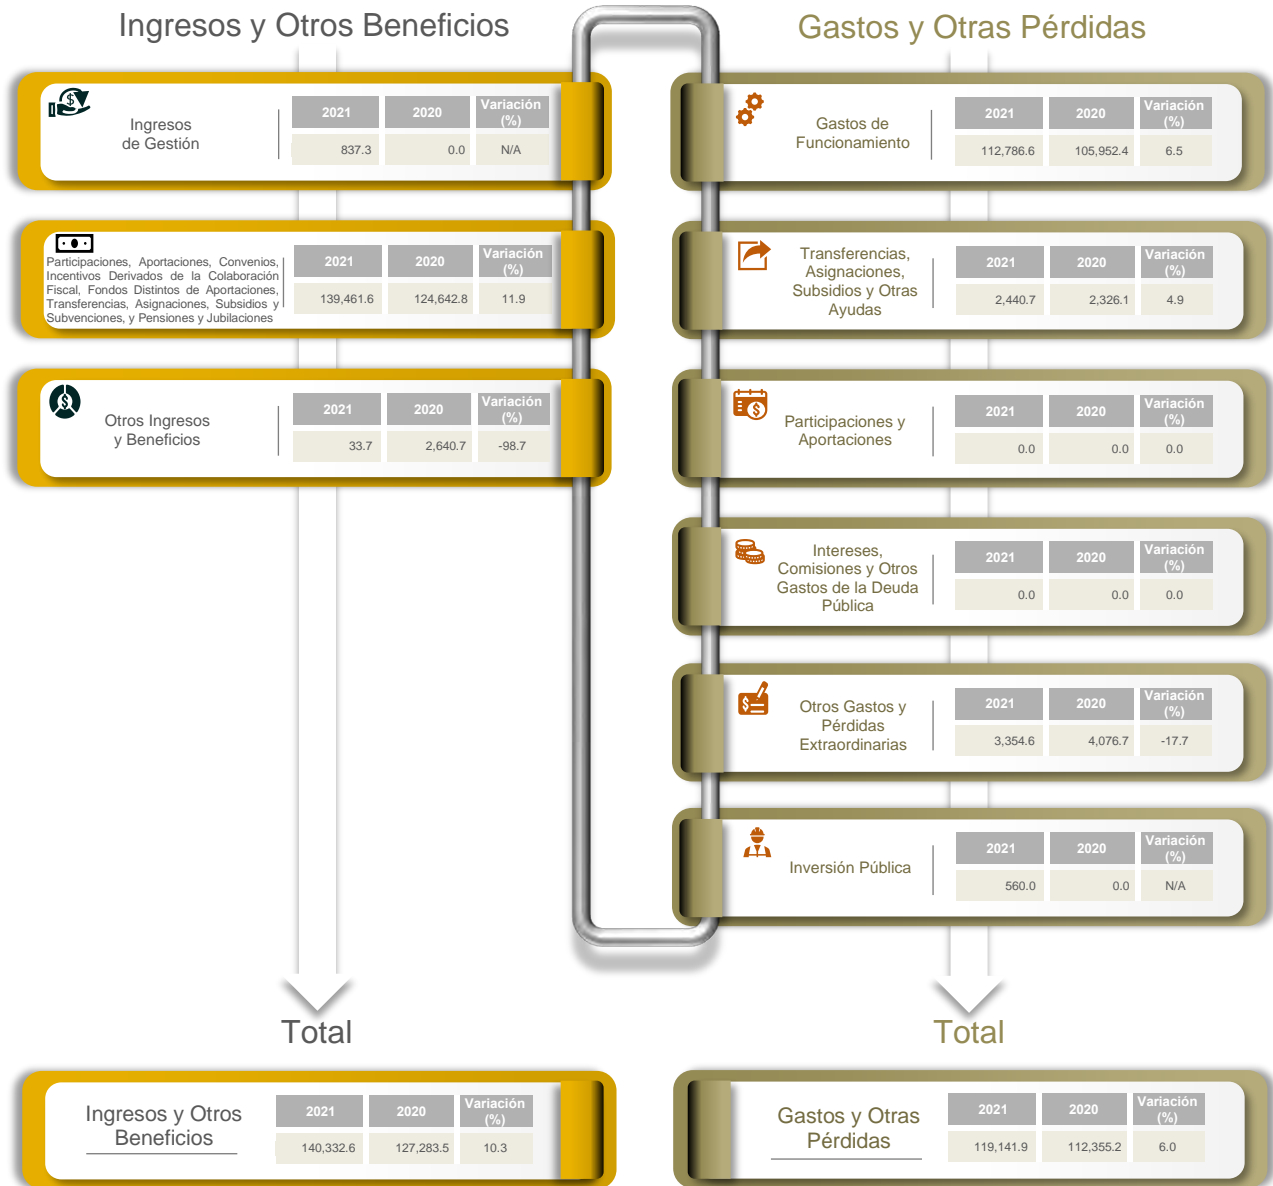 Ingresos y Otros Beneficios
Ingresos
de Gestión
2021 2020 Variación
(%)
837.3 0.0 N/A
Participaciones, Aportaciones, Convenios,
Incentivos Derivados de la Colaboración
Fiscal, Fondos Distintos de Aportaciones,
Transferencias, Asignaciones, Subsidios y
Subvenciones, y Pensiones y Jubilaciones
2021 2020 Variación
(%)
139,461.6 124,642.8 11.9
Otros Ingresos
y Beneficios
2021 2020 Variación
(%)
33.7 2,640.7 -98.7
Total
Ingresos y Otros
Beneficios
2021 2020 Variación
(%)
140,332.6 127,283.5 10.3
Gastos y Otras Pérdidas
Gastos de
Funcionamiento
2021 2020 Variación
(%)
112,786.6 105,952.4 6.5
Transferencias,
Asignaciones,
Subsidios y Otras
Ayudas
2021 2020 Variación
(%)
2,440.7 2,326.1 4.9
Participaciones y
Aportaciones
2021 2020 Variación
(%)
0.0 0.0 0.0
Intereses,
Comisiones y Otros
Gastos de la Deuda
Pública
2021 2020 Variación
(%)
0.0 0.0 0.0
Otros Gastos y
Pérdidas
Extraordinarias
2021 2020 Variación
(%)
3,354.6 4,076.7 -17.7
Inversión Pública
2021 2020 Variación
(%)
560.0 0.0 N/A
Total
Gastos y Otras
Pérdidas
2021 2020 Variación
(%)
119,141.9 112,355.2 6.0